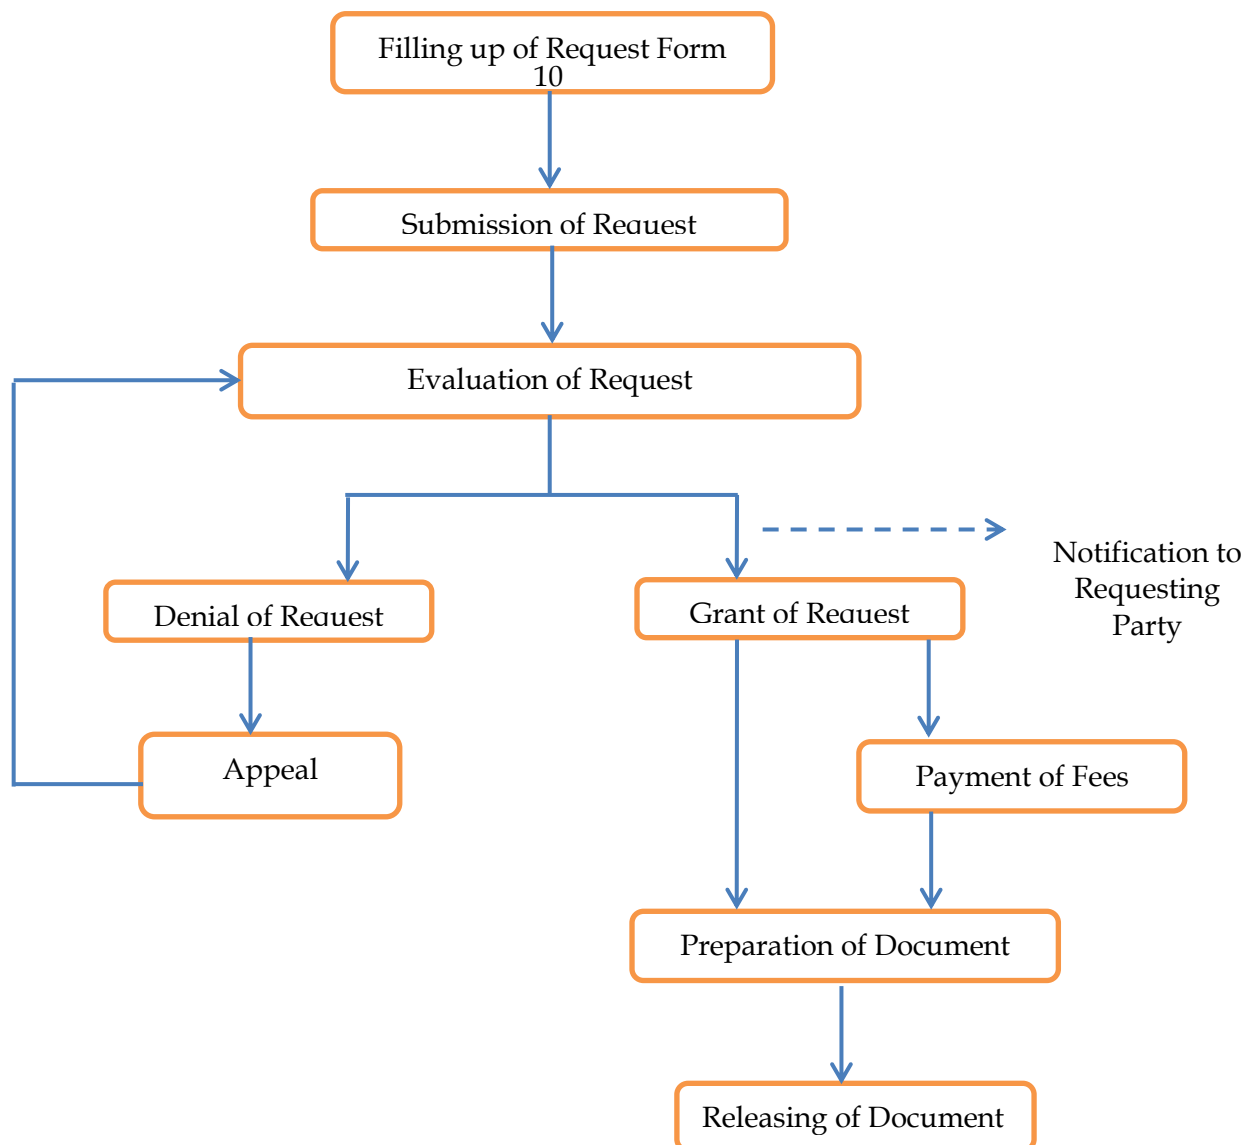 Filling up of Request Form
10
Submission of Request
Evaluation of Request
Notification to
Requesting
Party
Denial of Request
Grant of Request
Appeal
Payment of Fees
Preparation of Document
Releasing of Document